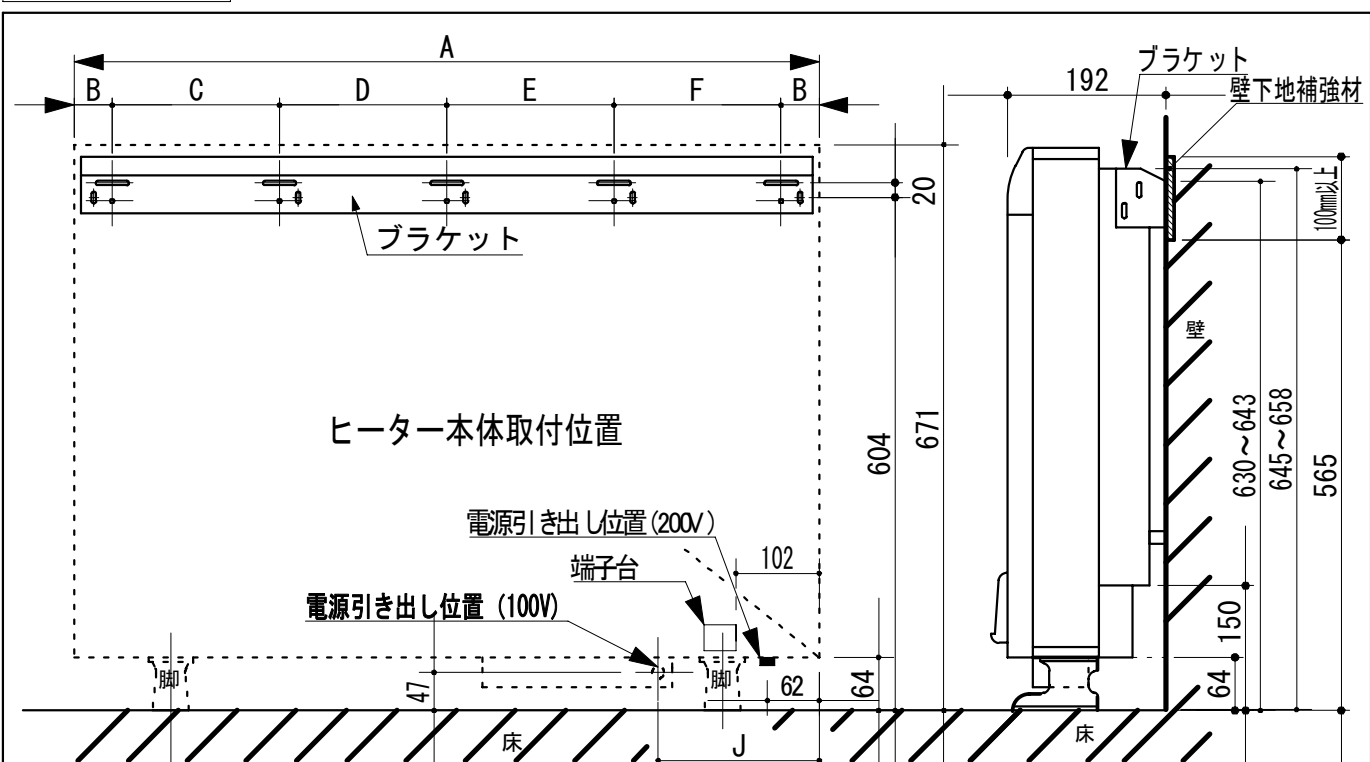 A
B
C
D
E
F
B
ブラケット
20
604
671
ヒーター本体取付位置
電源引き出し位置(200V)
102
端子台
電源引き出し位置(100V)
脚
脚
47
62
64
床
J
192
ブラケット
壁下地補強材
100mm以上
壁
630~643
645~658
565
150
64
床